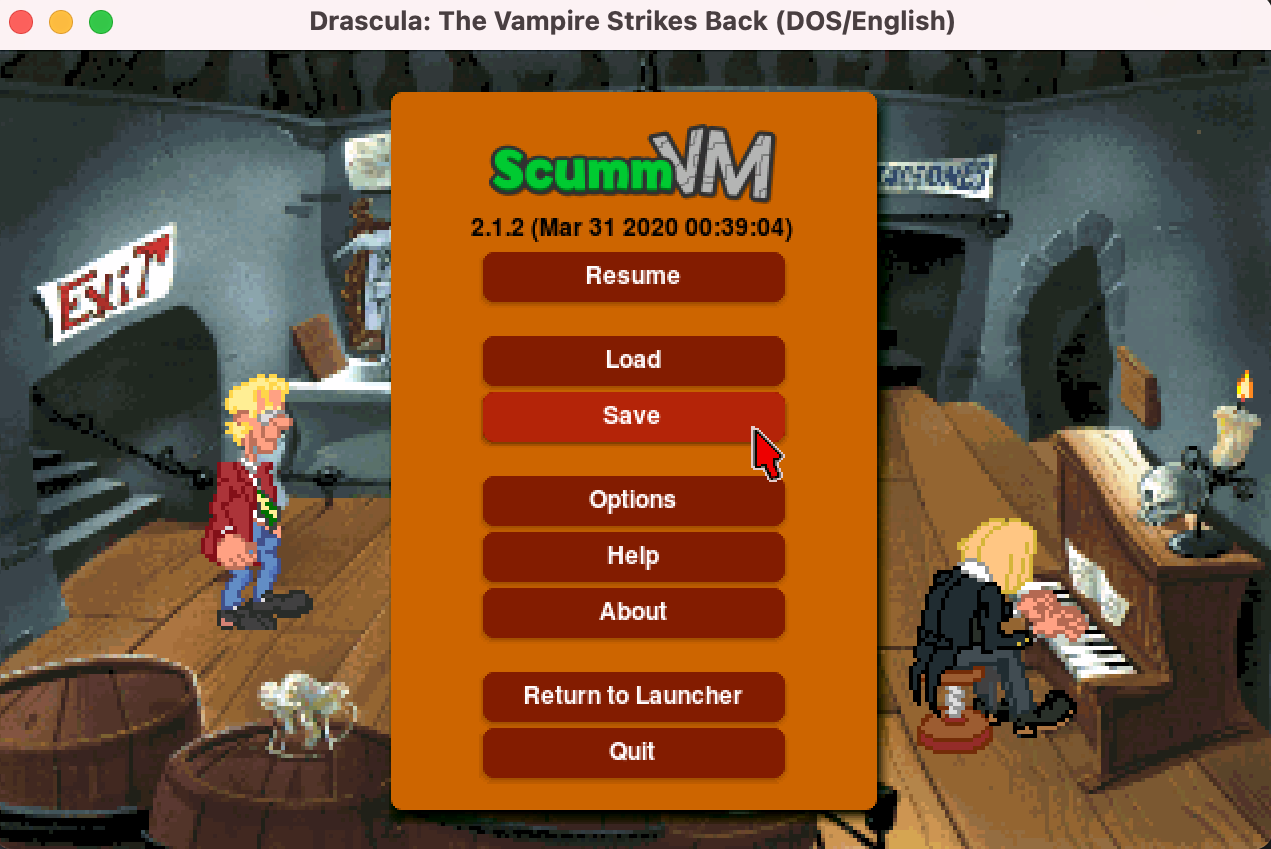 Drascula: The Vampire Strikes Back (DOS/English)
ScummVM
2.1.2 (Mar 31 2020 00:39:04)
EXIT
Resume
Load
Save
Options
Help
About
Return to Launcher
Quit